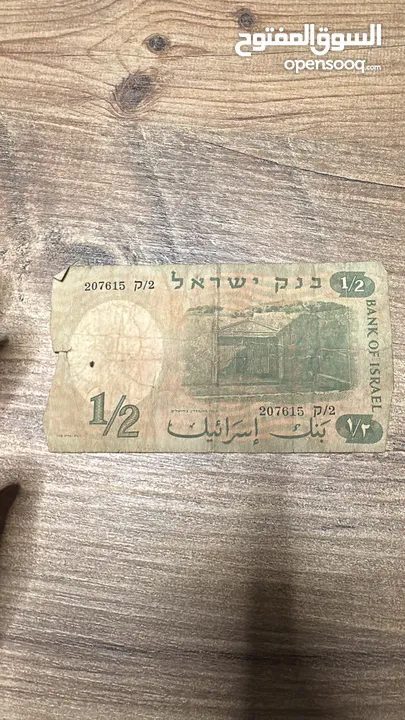 السوق المفتوح
opensooq.com
207615 ק/2
בנק ישראל
1/2
BANK OF ISRAEL
207615 ק/2
1/2
بنك إسرائيل
١/٢